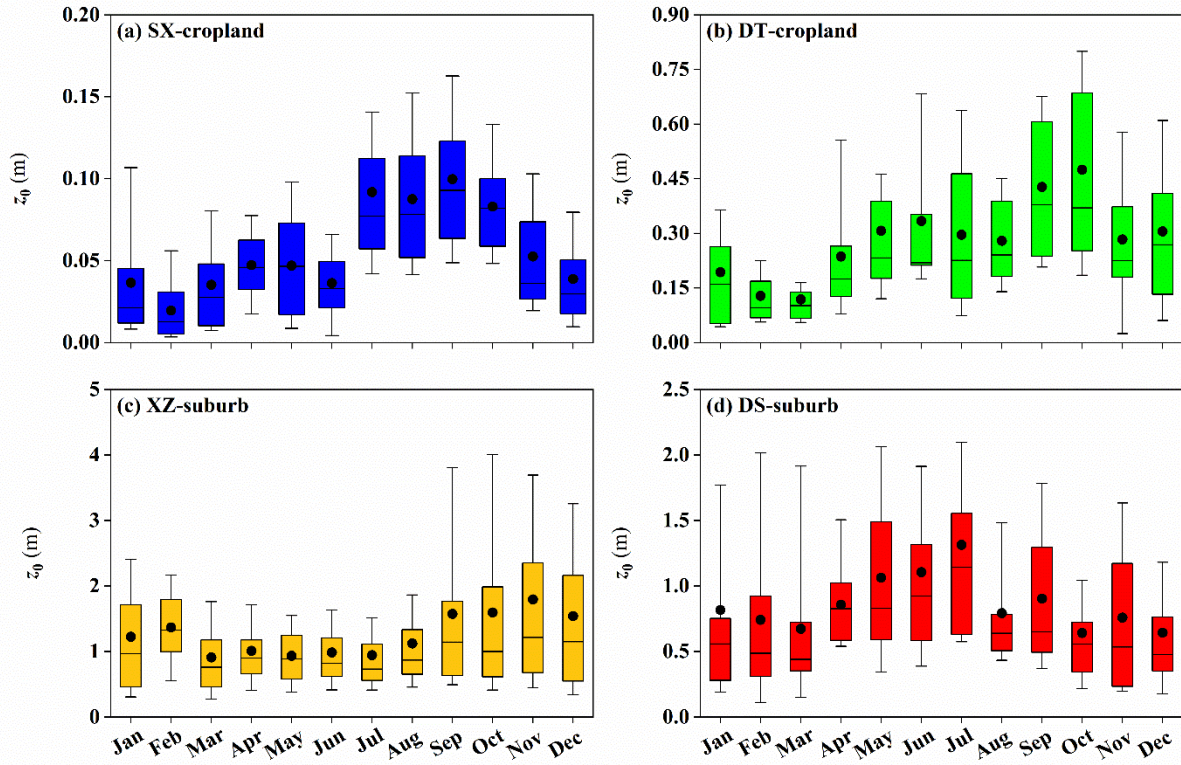 (a) SX-cropland
z0 (m)
0.20
0.15
0.10
0.05
0.00
(b) DT-cropland
z0 (m)
0.90
0.75
0.60
0.45
0.30
0.15
0.00
(c) XZ-suburb
z0 (m)
5
4
3
2
1
0
Jan Feb Mar Apr May Jun Jul Aug Sep Oct Nov Dec
(d) DS-suburb
z0 (m)
2.5
2.0
1.5
1.0
0.5
0.0
Jan Feb Mar Apr May Jun Jul Aug Sep Oct Nov Dec